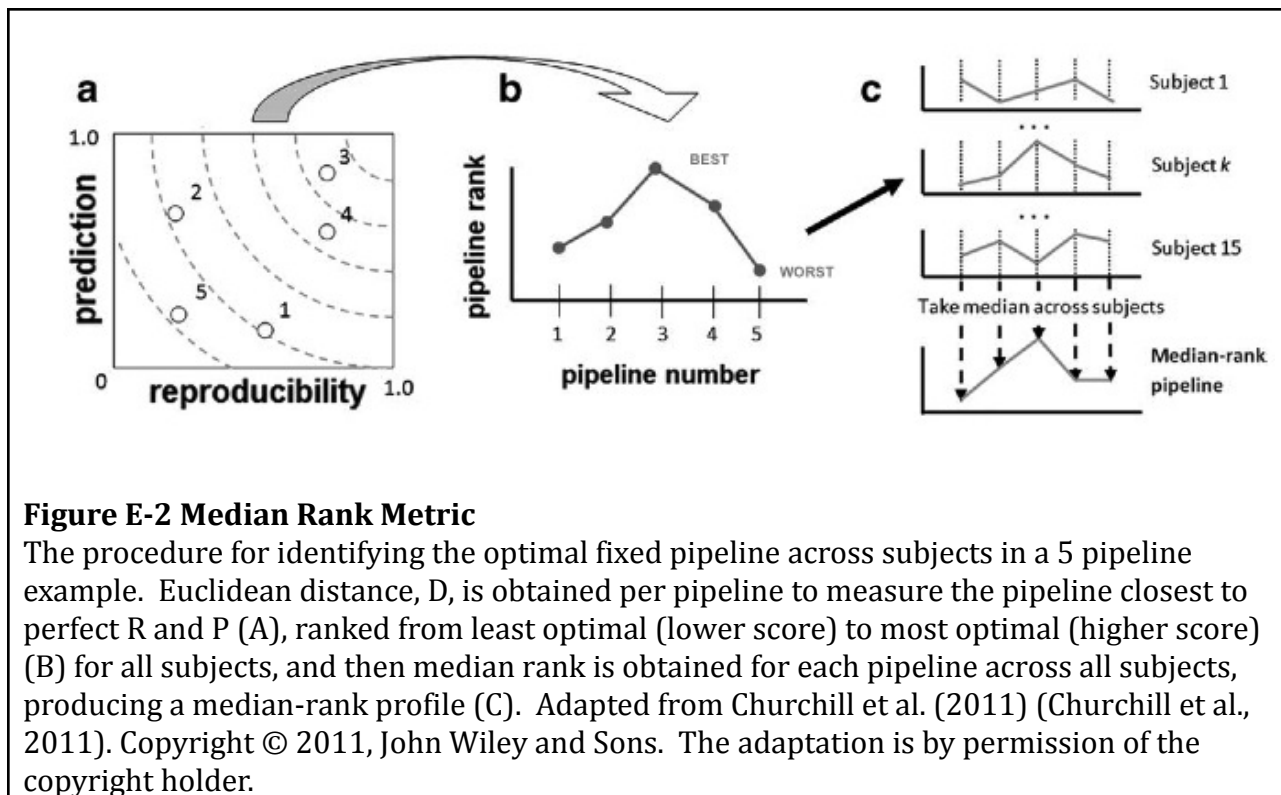 a
1.0
prediction
0
reproducibility
1.0
2
3
4
5
1
b
pipeline rank
BEST
WORST
1 2 3 4 5
pipeline number
c
Subject 1
...
Subject k
...
Subject 15
Take median across subjects
Median-rank
pipeline
Figure E-2 Median Rank Metric
The procedure for identifying the optimal fixed pipeline across subjects in a 5 pipeline
example. Euclidean distance, D, is obtained per pipeline to measure the pipeline closest to
perfect R and P (A), ranked from least optimal (lower score) to most optimal (higher score)
(B) for all subjects, and then median rank is obtained for each pipeline across all subjects,
producing a median-rank profile (C). Adapted from Churchill et al. (2011) (Churchill et al.,
2011). Copyright © 2011, John Wiley and Sons. The adaptation is by permission of the
copyright holder.